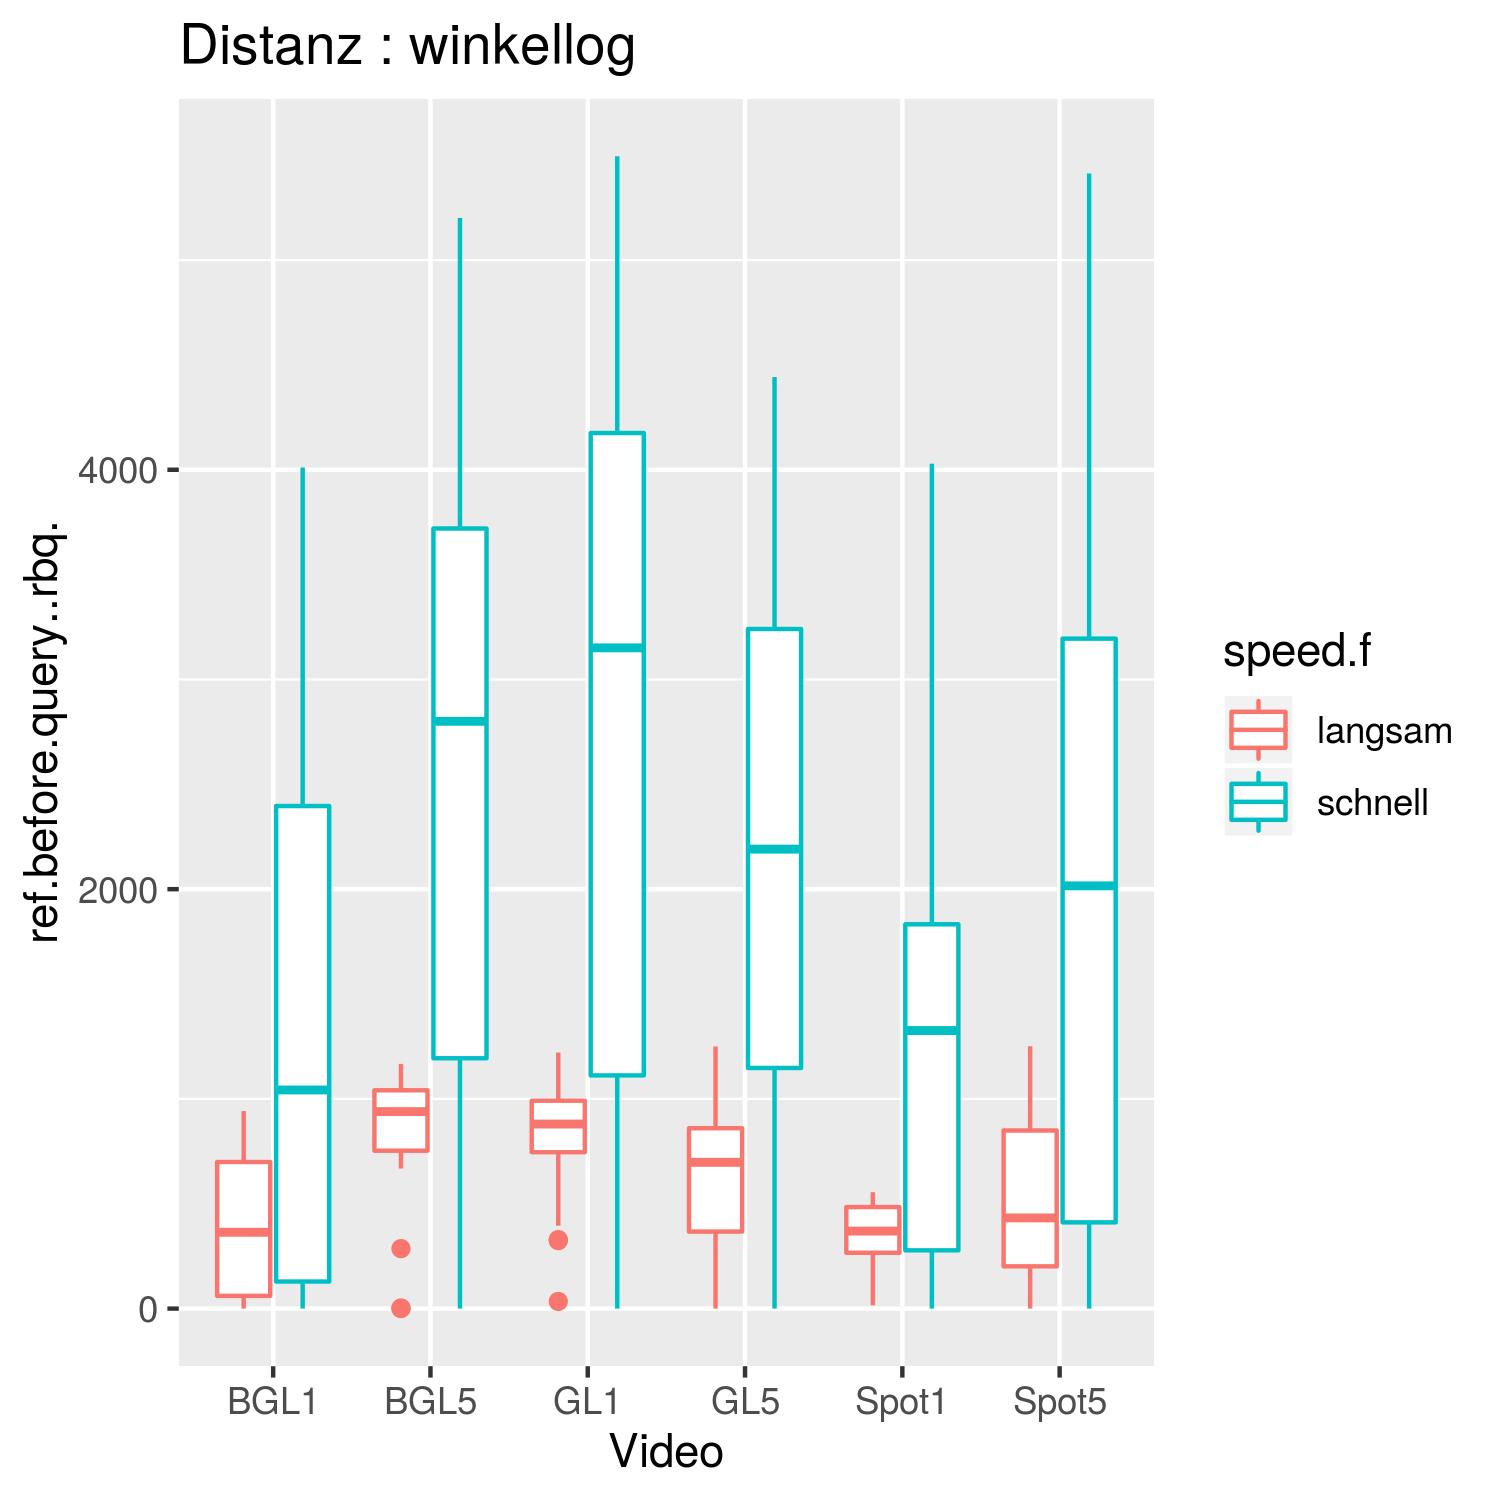 Distanz : winkellog
ref.before.query..rbq.
4000
2000
0
BGL1 BGL5 GL1 GL5 Spot1 Spot5
Video
speed.f
langsam
schnell